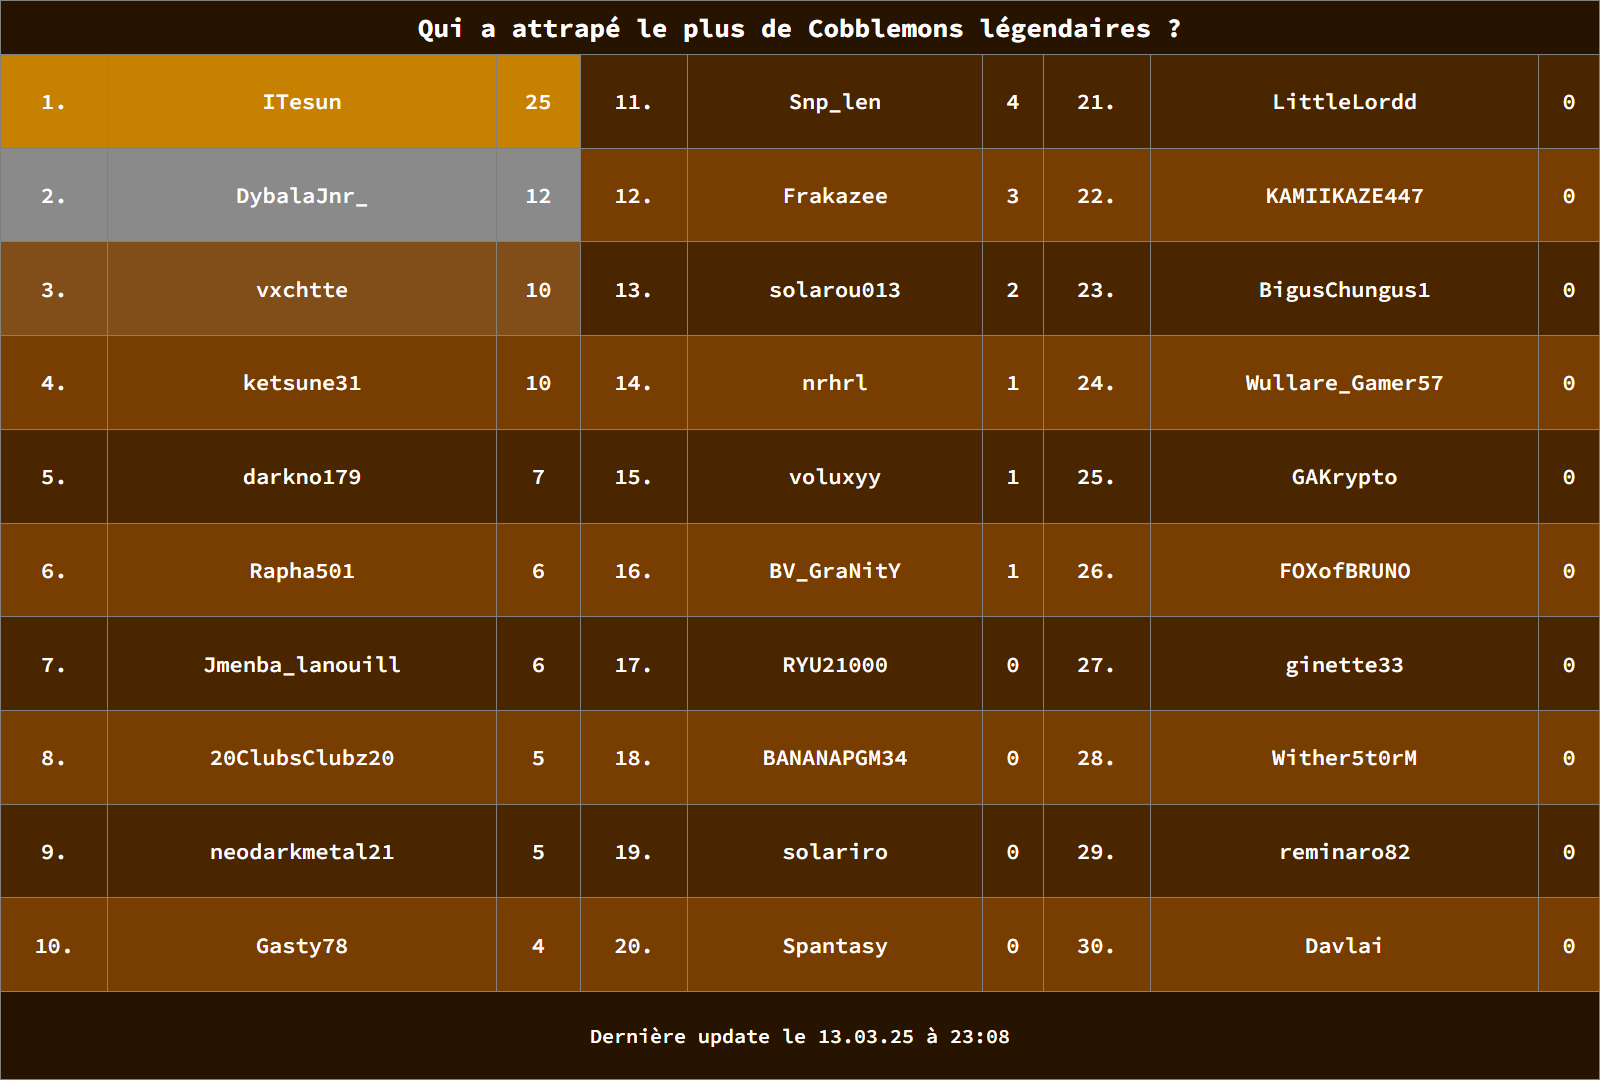 Qui a attrapé le plus de Cobblemons légendaires ?
1. ITesun 25 11. Snp_len 4 21. LittleLordd 0
2. DybalaJnr_ 12 12. Frakazee 3 22. KAMIIKAZE447 0
3. vxchtte 10 13. solarou013 2 23. BigusChungus1 0
4. ketsune31 10 14. nrhrl 1 24. Wullare_Gamer57 0
5. darkno179 7 15. voluxyy 1 25. GAKrypto 0
6. Rapha501 6 16. BV_GraNitY 1 26. FOXofBRUNO 0
7. Jmenba_lanouill 6 17. RYU21000 0 27. ginette33 0
8. 20ClubsClubz20 5 18. BANANAPGM34 0 28. Wither5t0rM 0
9. neodarkmetal21 5 19. solariro 0 29. reminaro82 0
10. Gasty78 4 20. Spantasy 0 30. Davlai 0
Dernière update le 13.03.25 à 23:08